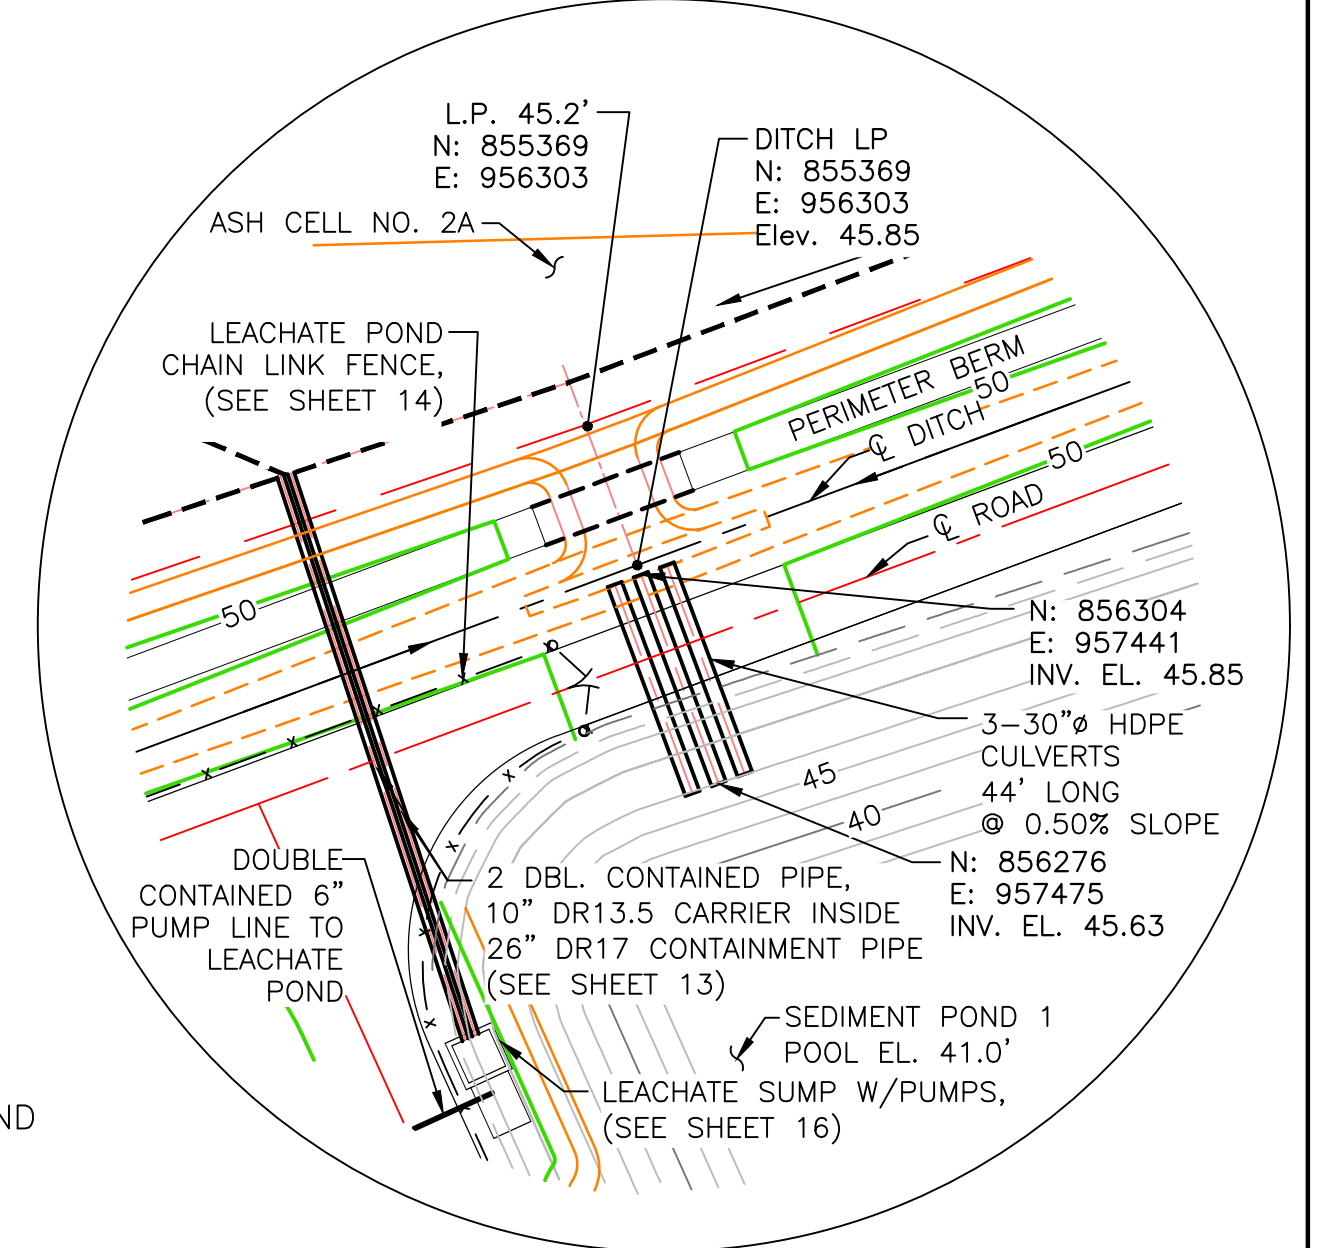 L.P. 45.2'
N: 855369
E: 956303
DITCH LP
N: 855369
E: 956303
Elev. 45.85
ASH CELL NO. 2A
LEACHATE POND
CHAIN LINK FENCE,
(SEE SHEET 14)
PERIMETER BERM
50
℄ DITCH
50
℄ ROAD
50
N: 856304
E: 957441
INV. EL. 45.85
3-30"ø HDPE
CULVERTS
44' LONG
@ 0.50% SLOPE
45
40
N: 856276
E: 957475
INV. EL. 45.63
DOUBLE
CONTAINED 6"
PUMP LINE TO
LEACHATE
POND
2 DBL. CONTAINED PIPE,
10" DR13.5 CARRIER INSIDE
26" DR17 CONTAINMENT PIPE
(SEE SHEET 13)
SEDIMENT POND 1
POOL EL. 41.0'
LEACHATE SUMP W/PUMPS,
(SEE SHEET 16)
ND